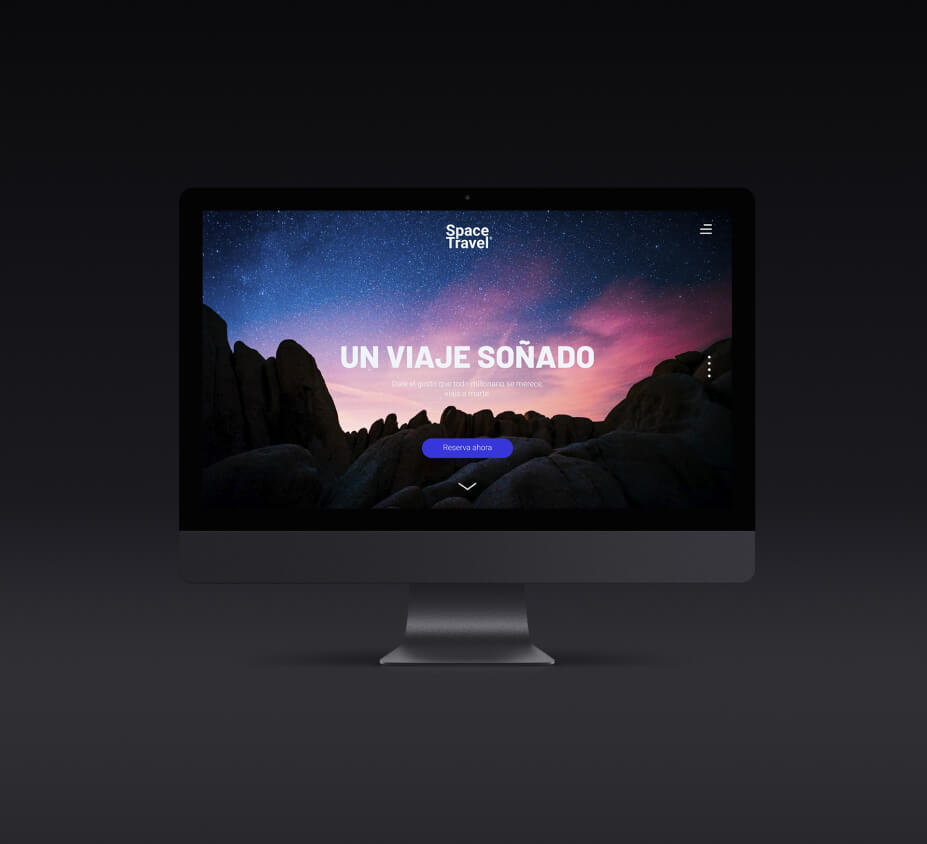 Space
Travel
UN VIAJE SOÑADO
Date el gusto que todo millonario se merece,
viaja a marte.
Reserva ahora